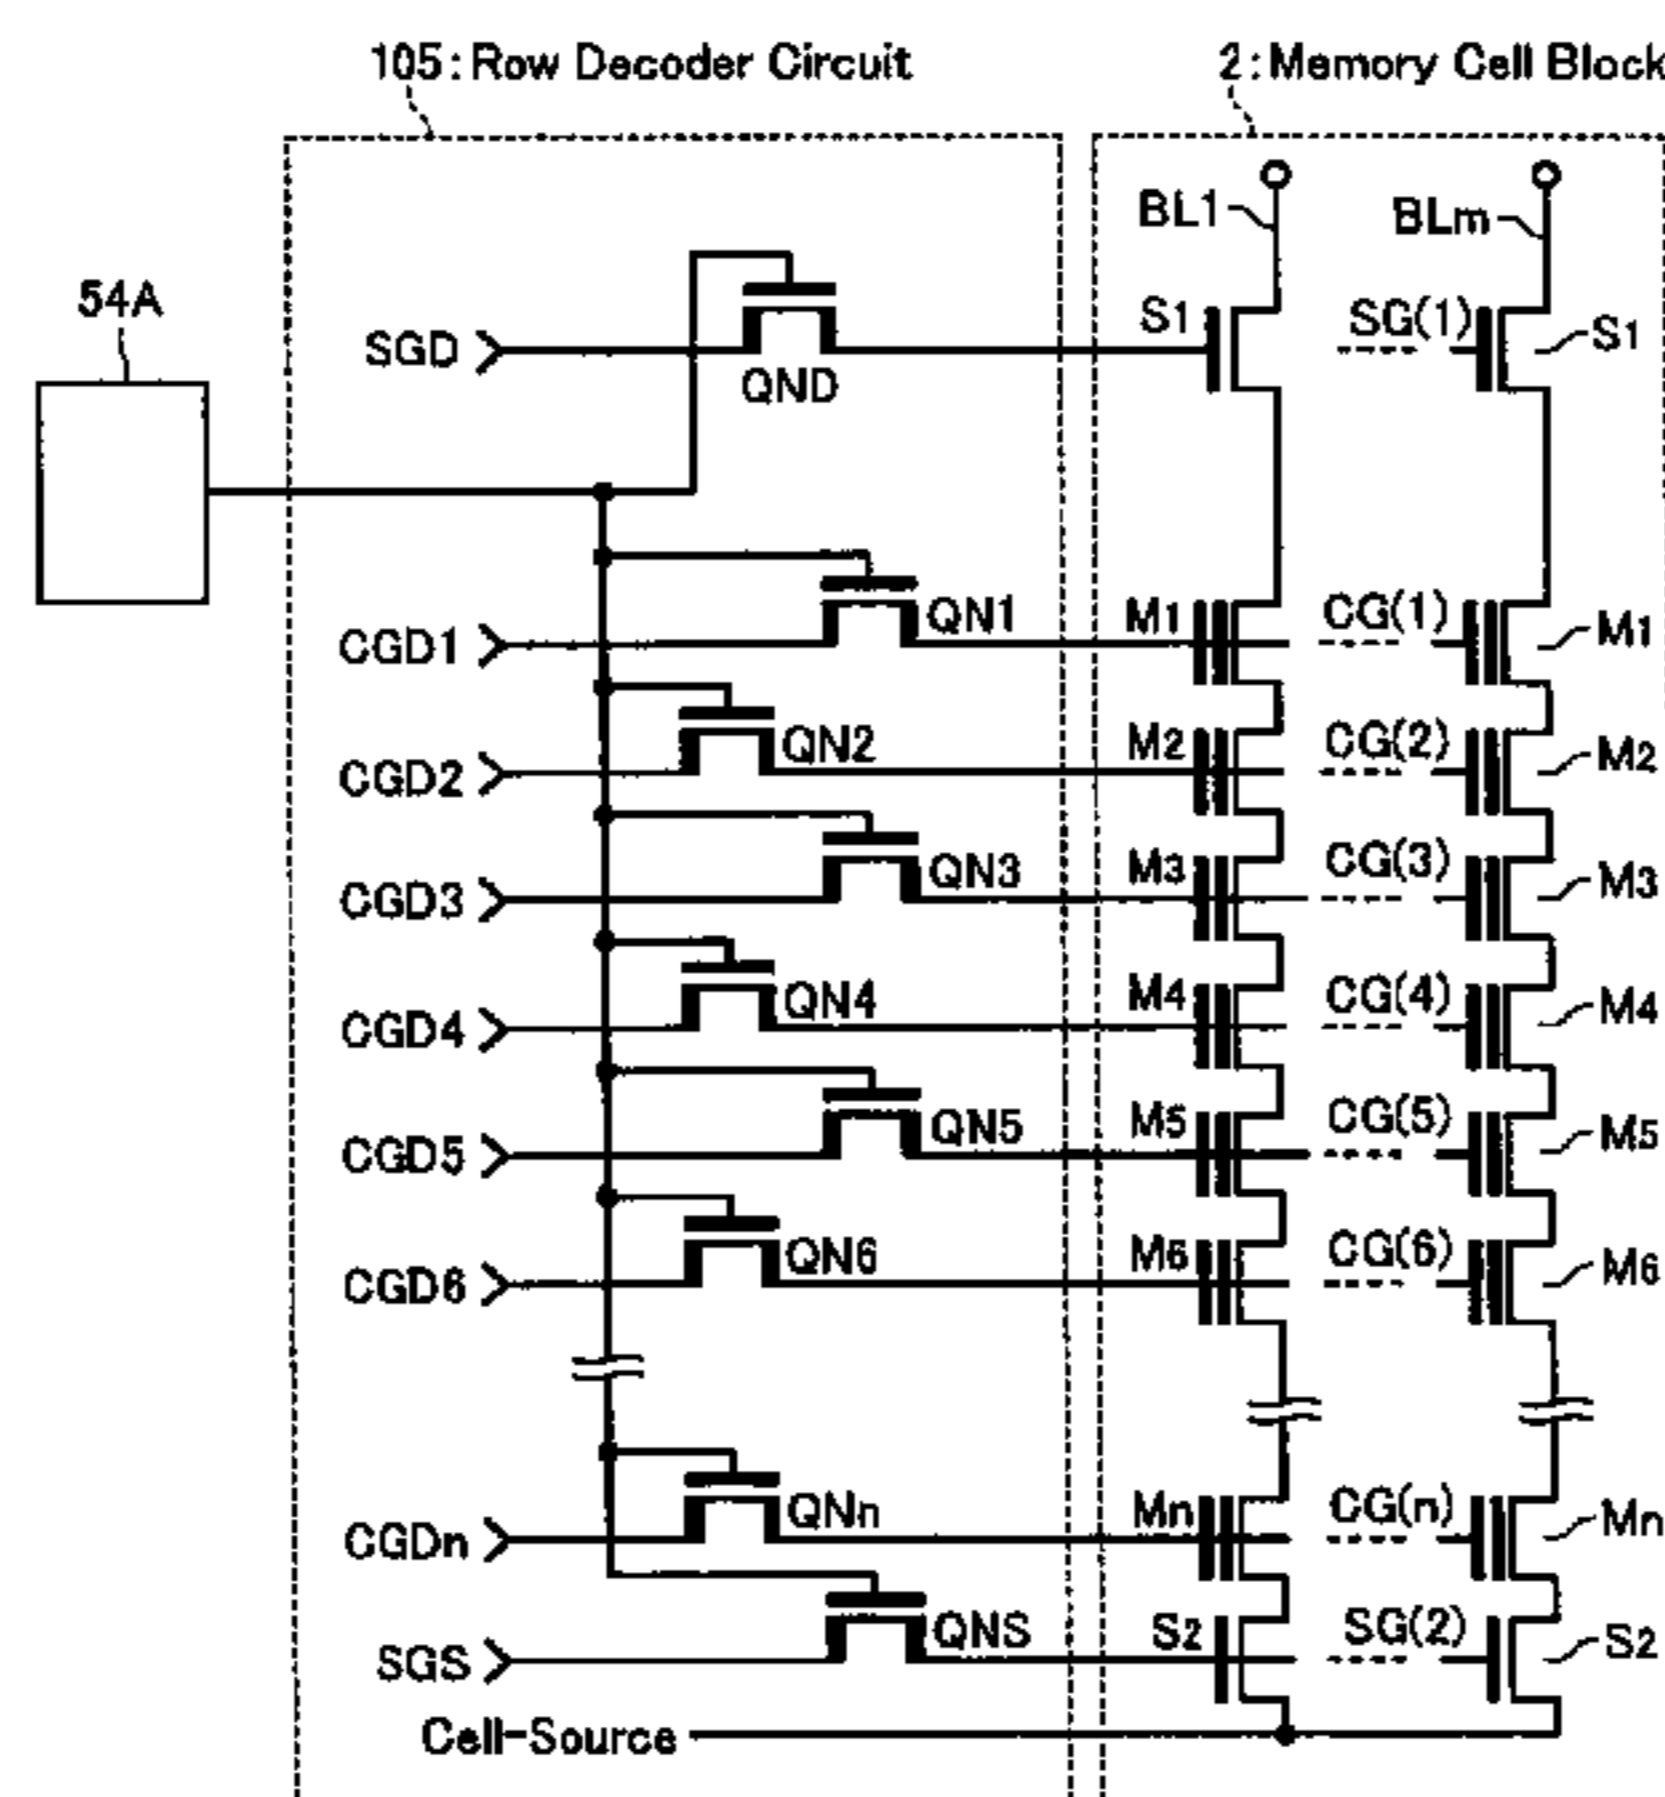 105:Row Decoder Circuit
2:Memory Cell Block
BL1
BLm
54A
S1
SG(1)
S1
SGD
QND
QN1
M1
CG(1)
M1
CGD1
QN2
M2
CG(2)
M2
CGD2
QN3
M3
CG(3)
M3
CGD3
QN4
M4
CG(4)
M4
CGD4
QN5
M5
CG(5)
M5
CGD5
QN6
M6
CG(6)
M6
CGD6
QNn
Mn
CG(n)
Mn
CGDn
QNS
S2
SG(2)
S2
SGS
Cell-Source